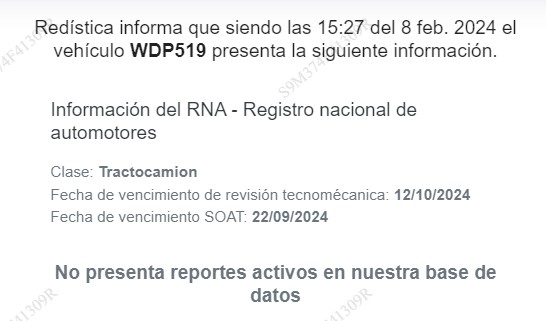 Redística informa que siendo las 15:27 del 8 feb. 2024 el
vehículo WDP519 presenta la siguiente información.
Información del RNA - Registro nacional de
automotores
Clase: Tractocamion
Fecha de vencimiento de revisión tecnomécanica: 12/10/2024
Fecha de vencimiento SOAT: 22/09/2024
No presenta reportes activos en nuestra base de
datos